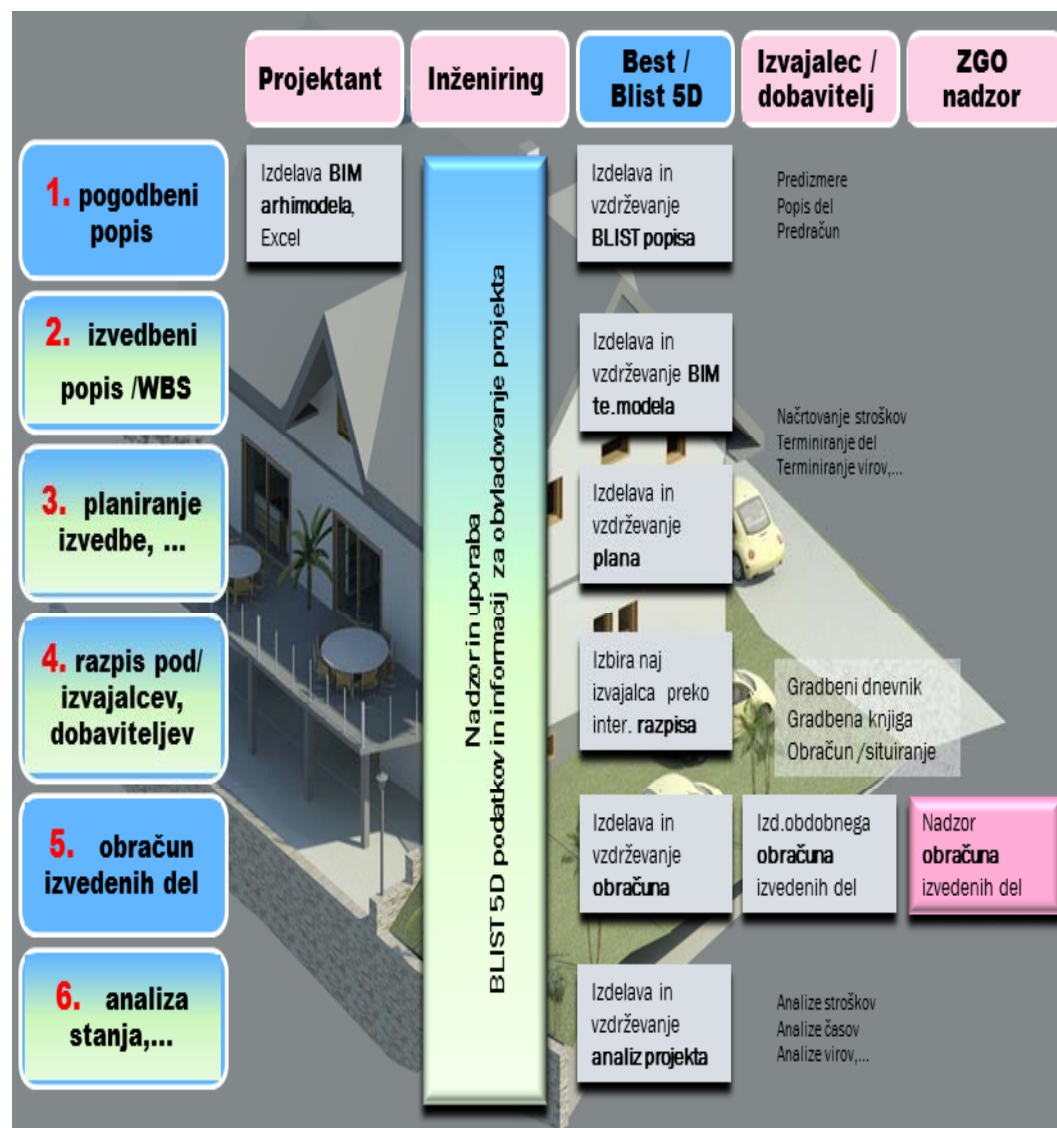 Projektant
Inženiring
Best /
Blist 5D
Izvajalec /
dobavitelj
ZGO
nadzor
1. pogodbeni
popis
Izdelava BIM
arhimodela,
Excel
Izdelava in
vzdrževanje
BLIST popisa
Predizmere
Popis del
Predračun
Nadzor in uporaba
BLIST 5D podatkov in informacij za obvladovanje projekta
2. izvedbeni
popis /WBS
Izdelava in
vzdrževanje BIM
te.modela
Načrtovanje stroškov
Terminiranje del
Terminiranje virov,...
3. planiranje
izvedbe, ...
Izdelava in
vzdrževanje
plana
4. razpis pod/
izvajalcev,
dobaviteljev
Izbira naj
izvajalca preko
inter. razpisa
Gradbeni dnevnik
Gradbena knjiga
Obračun /situiranje
5. obračun
izvedenih del
Izdelava in
vzdrževanje
obračuna
Izd.obdobnega
obračuna
izvedenih del
Nadzor
obračuna
izvedenih del
6. analiza
stanja,...
Izdelava in
vzdrževanje
analiz projekta
Analize stroškov
Analize časov
Analize virov,...